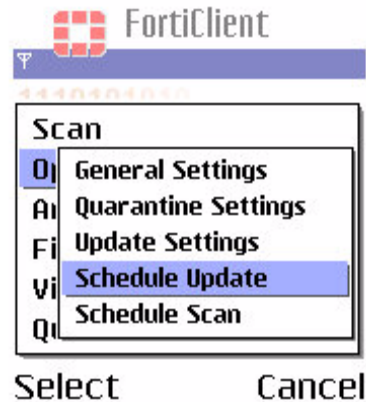 FortiClient
Scan
General Settings
Quarantine Settings
Update Settings
Schedule Update
Schedule Scan
Select Cancel